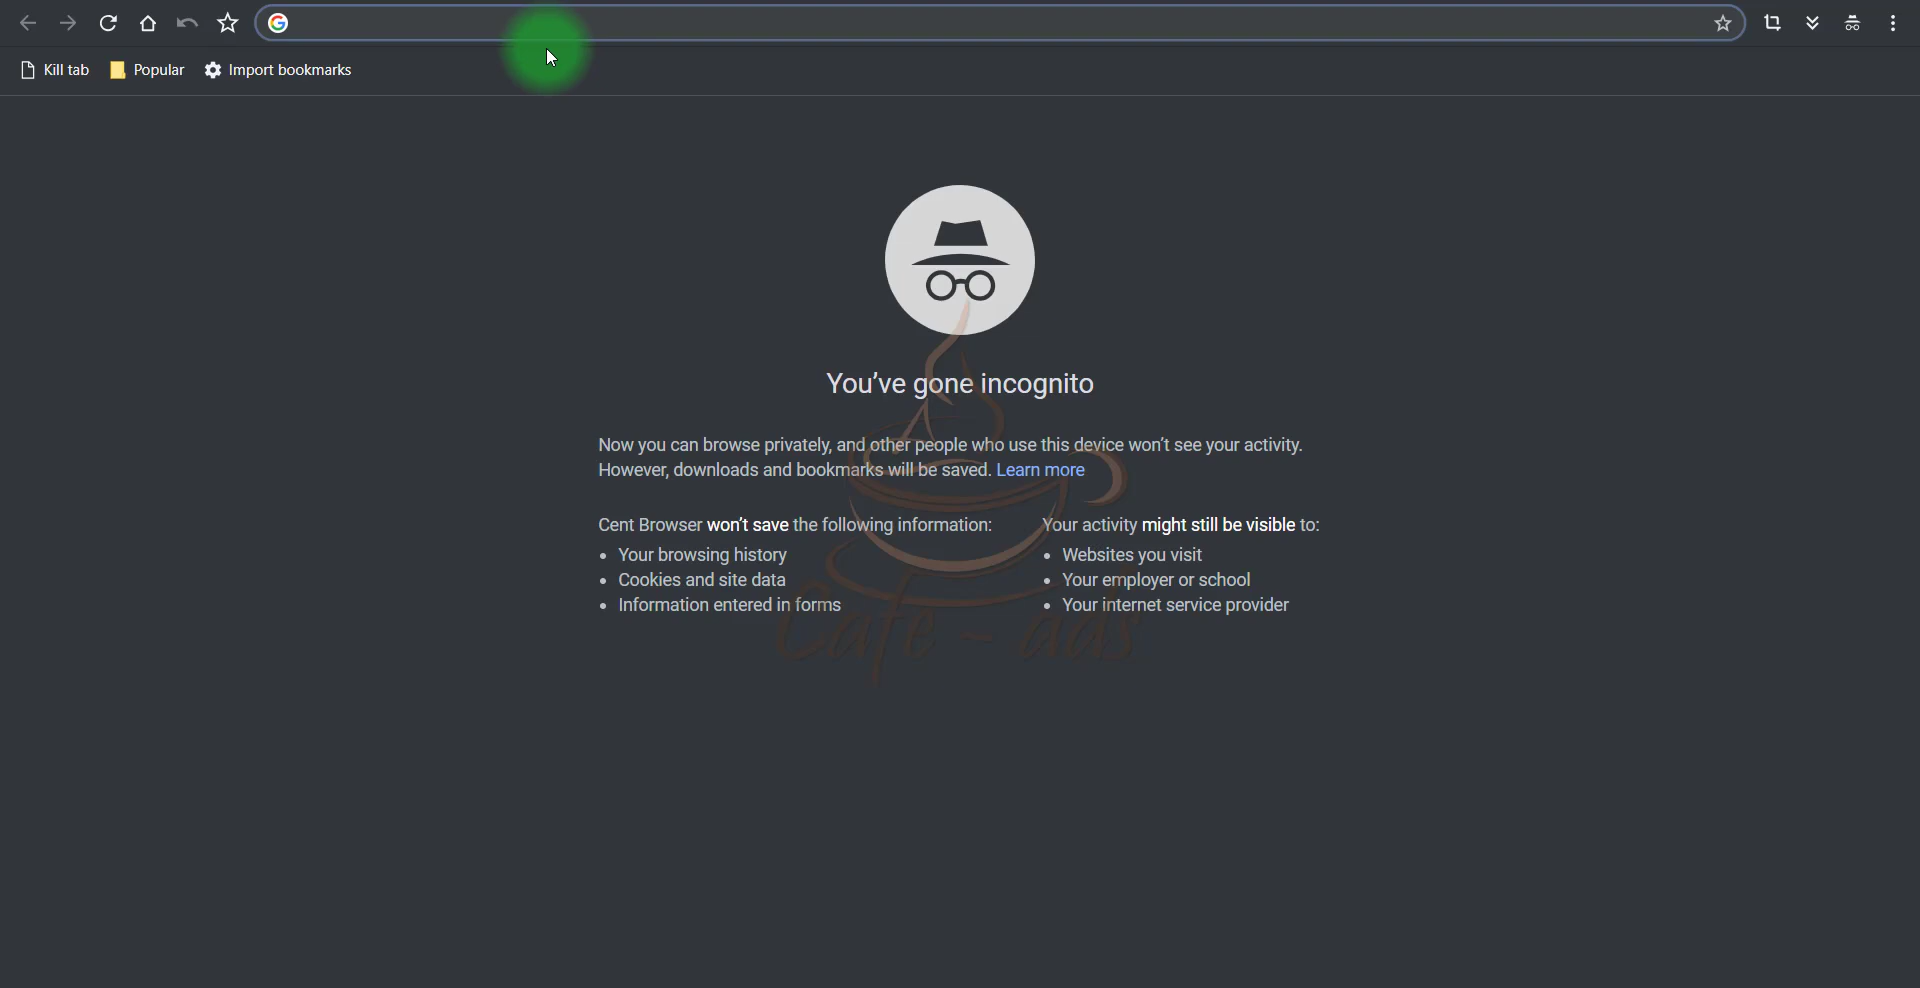 Kill tab
Popular
Import bookmarks
You've gone incognito
Now you can browse privately, and other people who use this device won't see your activity.
However, downloads and bookmarks will be saved. Learn more
Cent Browser won't save the following information:
Your browsing history
Cookies and site data
Information entered in forms
Your activity might still be visible to:
Websites you visit
Your employer or school
Your internet service provider
Cafe - ads